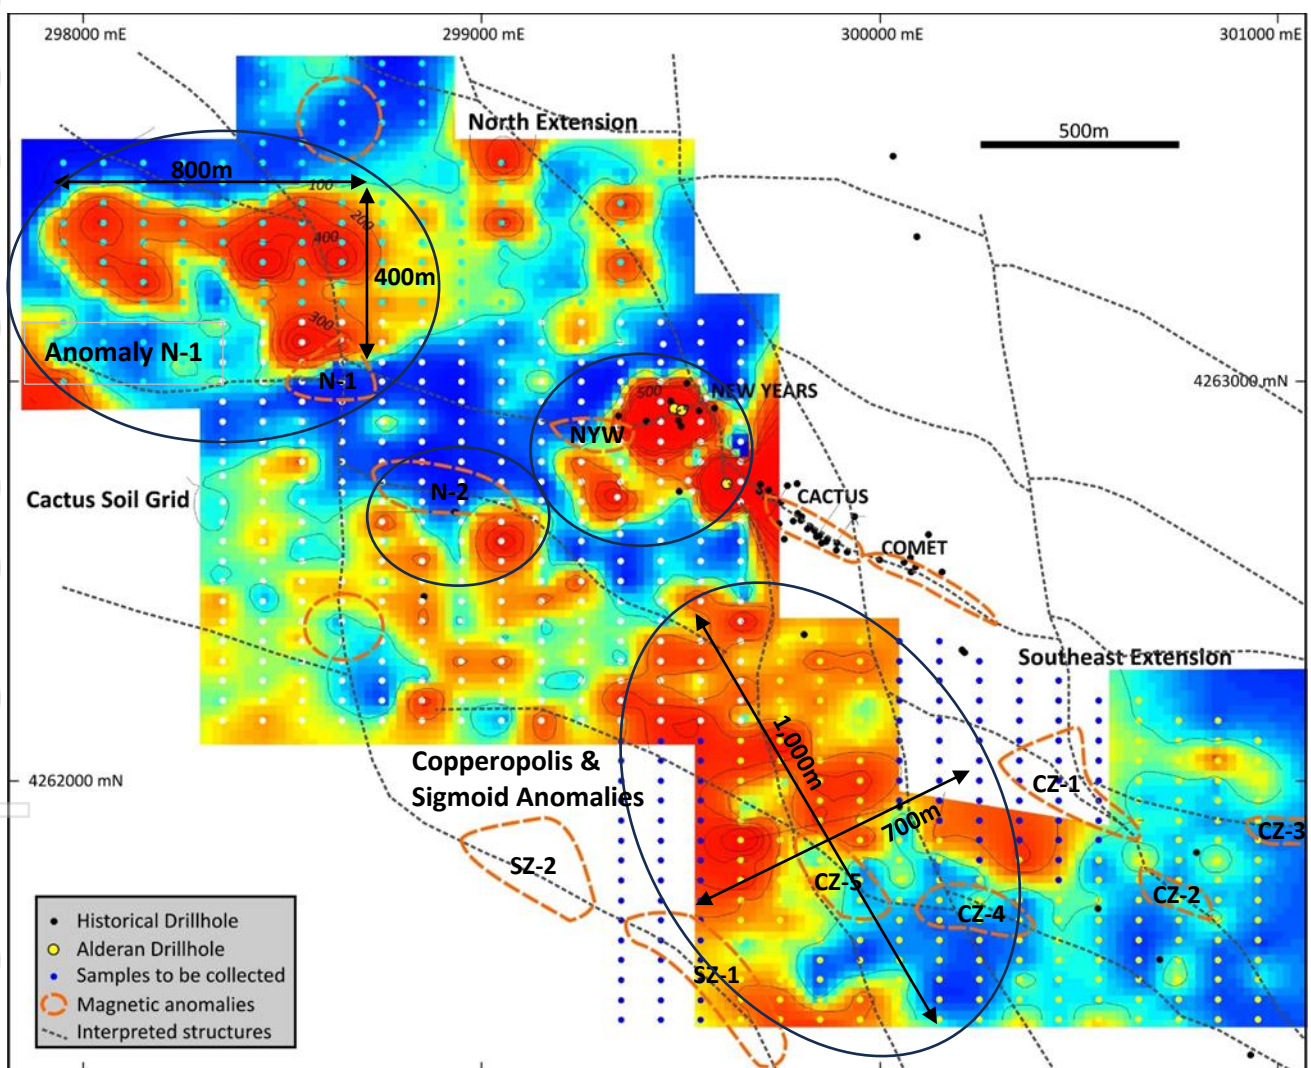 298000 mE
299000 mE
300000 mE
301000 mE
North Extension
500m
800m
100
200
400
400m
300
Anomaly N-1
N-1
4263000 mN
500
NEW YEARS
NYW
N-2
Cactus Soil Grid
CACTUS
COMET
Southeast Extension
1,000m
Copperopolis &
Sigmoid Anomalies
4262000 mN
700m
CZ-1
CZ-3
SZ-2
CZ-5
CZ-4
CZ-2
SZ-1
Historical Drillhole
Alderan Drillhole
Samples to be collected
Magnetic anomalies
Interpreted structures